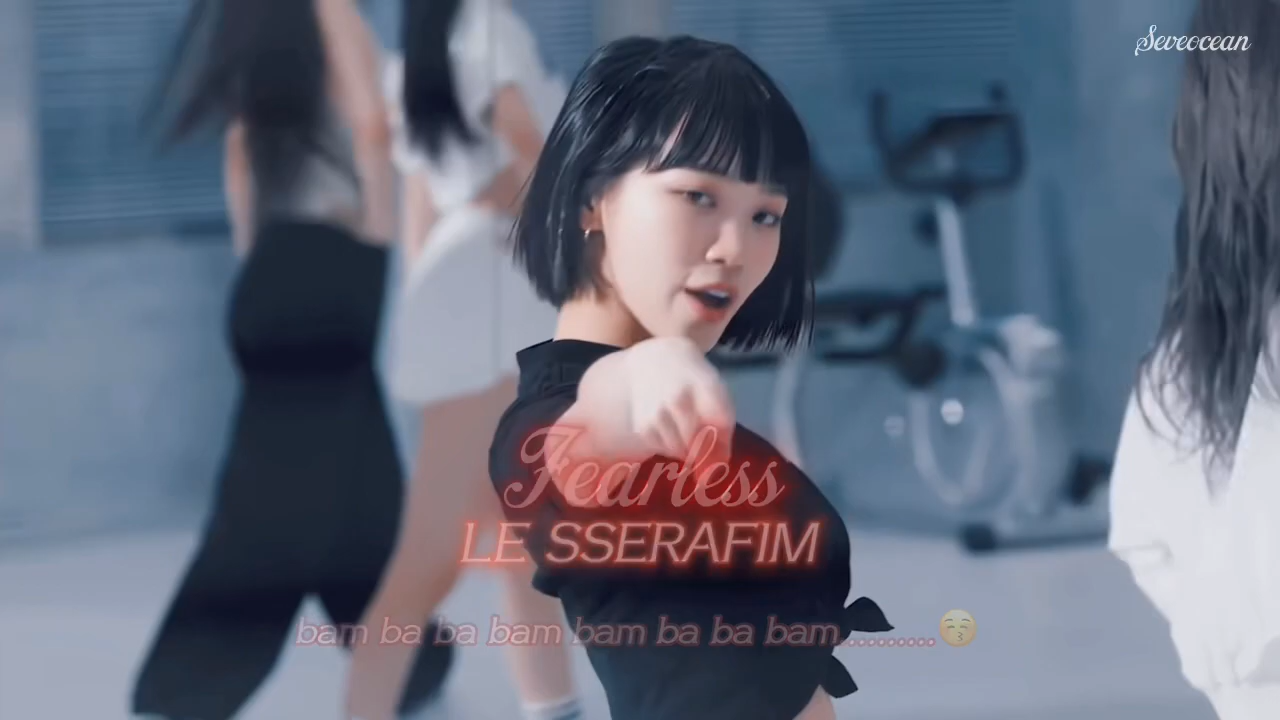 Seveocean
Fearless
LE SSERAFIM
bam ba ba bam bam ba ba bam..........😚